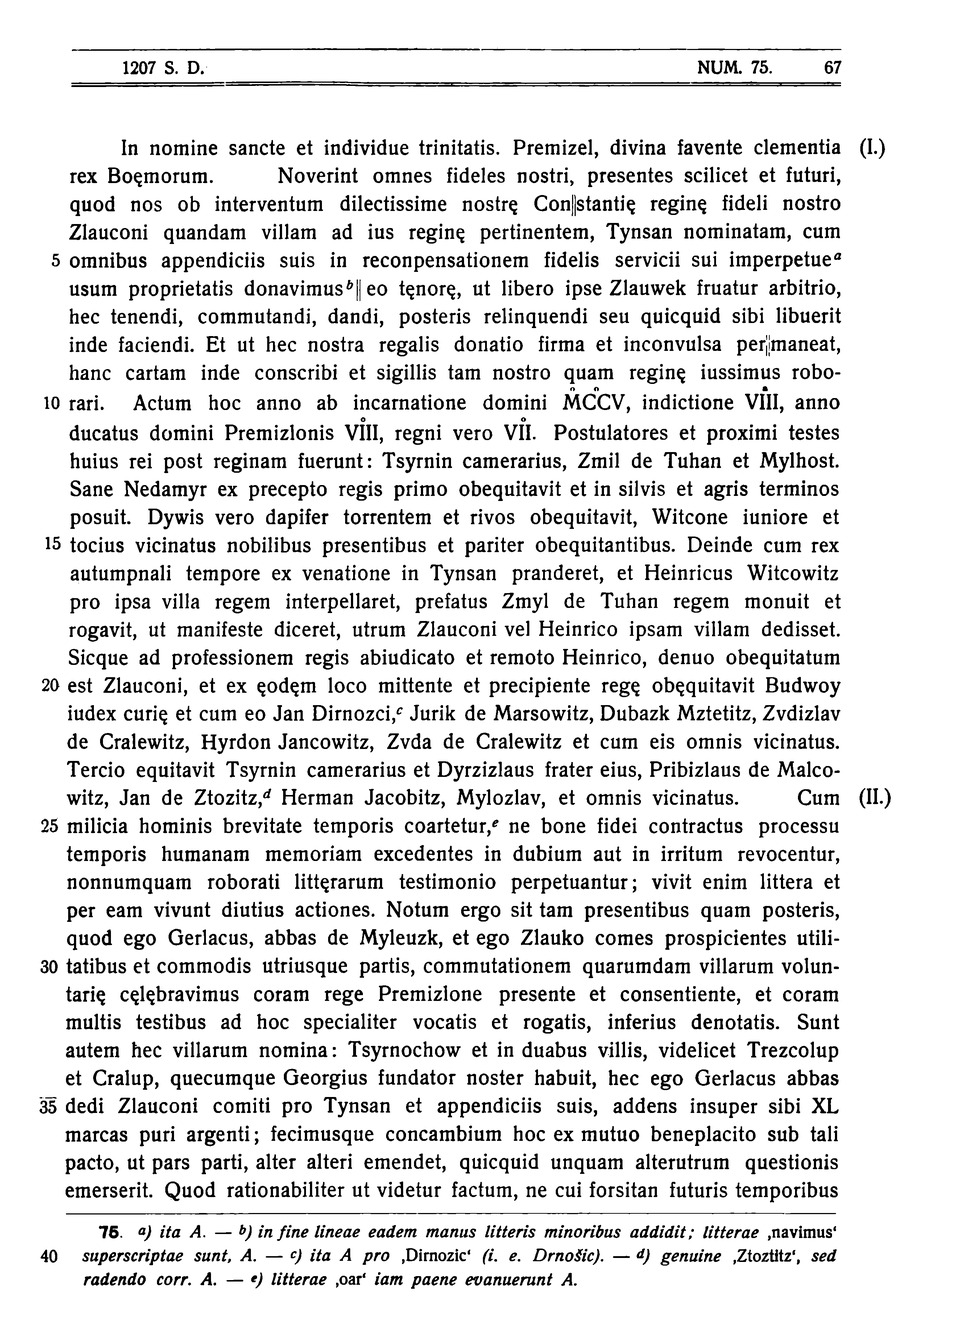 1207 S. D. NUM. 75. 67
In nomine sancte et individue trinitatis. Premizel, divina favente clementia (I.)
rex Boęmorum. Noverint omnes fideles nostri, presentes scilicet et futuri,
quod nos ob interventum dilectissime nostrę Con||stantię reginę fideli nostro
Zlauconi quandam villam ad ius reginę pertinentem, Tynsan nominatam, cum
5 omnibus appendiciis suis in reconpensationem fidelis servicii sui imperpetueᵃ
usum proprietatis donavimusᵇ|| eo tęnorę, ut libero ipse Zlauwek fruatur arbitrio,
hec tenendi, commutandi, dandi, posteris relinquendi seu quicquid sibi libuerit
inde faciendi. Et ut hec nostra regalis donatio firma et inconvulsa per||maneat,
hanc cartam inde conscribi et sigillis tam nostro quam reginę iussimus robo-
10 rari. Actum hoc anno ab incarnatione domini M̊CC̊V, indictione VIII, anno
ducatus domini Premizlonis VI̊II, regni vero VI̊I. Postulatores et proximi testes
huius rei post reginam fuerunt: Tsyrnin camerarius, Zmil de Tuhan et Mylhost.
Sane Nedamyr ex precepto regis primo obequitavit et in silvis et agris terminos
posuit. Dywis vero dapifer torrentem et rivos obequitavit, Witcone iuniore et
15 tocius vicinatus nobilibus presentibus et pariter obequitantibus. Deinde cum rex
autumpnali tempore ex venatione in Tynsan pranderet, et Heinricus Witcowitz
pro ipsa villa regem interpellaret, prefatus Zmyl de Tuhan regem monuit et
rogavit, ut manifeste diceret, utrum Zlauconi vel Heinrico ipsam villam dedisset.
Sicque ad professionem regis abiudicato et remoto Heinrico, denuo obequitatum
20 est Zlauconi, et ex ęodęm loco mittente et precipiente regę obęquitavit Budwoy
iudex curię et cum eo Jan Dirnozci,ᶜ Jurik de Marsowitz, Dubazk Mztetitz, Zvdizlav
de Cralewitz, Hyrdon Jancowitz, Zvda de Cralewitz et cum eis omnis vicinatus.
Tercio equitavit Tsyrnin camerarius et Dyrzizlaus frater eius, Pribizlaus de Malco-
witz, Jan de Ztozitz,ᵈ Herman Jacobitz, Mylozlav, et omnis vicinatus. Cum (II.)
25 milicia hominis brevitate temporis coartetur,ᵉ ne bone fidei contractus processu
temporis humanam memoriam excedentes in dubium aut in irritum revocentur,
nonnumquam roborati littęrarum testimonio perpetuantur; vivit enim littera et
per eam vivunt diutius actiones. Notum ergo sit tam presentibus quam posteris,
quod ego Gerlacus, abbas de Myleuzk, et ego Zlauko comes prospicientes utili-
30 tatibus et commodis utriusque partis, commutationem quarumdam villarum volun-
tarię cęlębravimus coram rege Premizlone presente et consentiente, et coram
multis testibus ad hoc specialiter vocatis et rogatis, inferius denotatis. Sunt
autem hec villarum nomina: Tsyrnochow et in duabus villis, videlicet Trezcolup
et Cralup, quecumque Georgius fundator noster habuit, hec ego Gerlacus abbas
35 dedi Zlauconi comiti pro Tynsan et appendiciis suis, addens insuper sibi XL
marcas puri argenti; fecimusque concambium hoc ex mutuo beneplacito sub tali
pacto, ut pars parti, alter alteri emendet, quicquid unquam alterutrum questionis
emerserit. Quod rationabiliter ut videtur factum, ne cui forsitan futuris temporibus
75. a) ita A. — b) in fine lineae eadem manus litteris minoribus addidit; litterae ‚navimus‘
40 superscriptae sunt, A. — c) ita A pro ‚Dirnozic‘ (i. e. Drnošic). — d) genuine ‚Ztoztitz‘, sed
radendo corr. A. — e) litterae ‚oar‘ iam paene evanuerunt A.